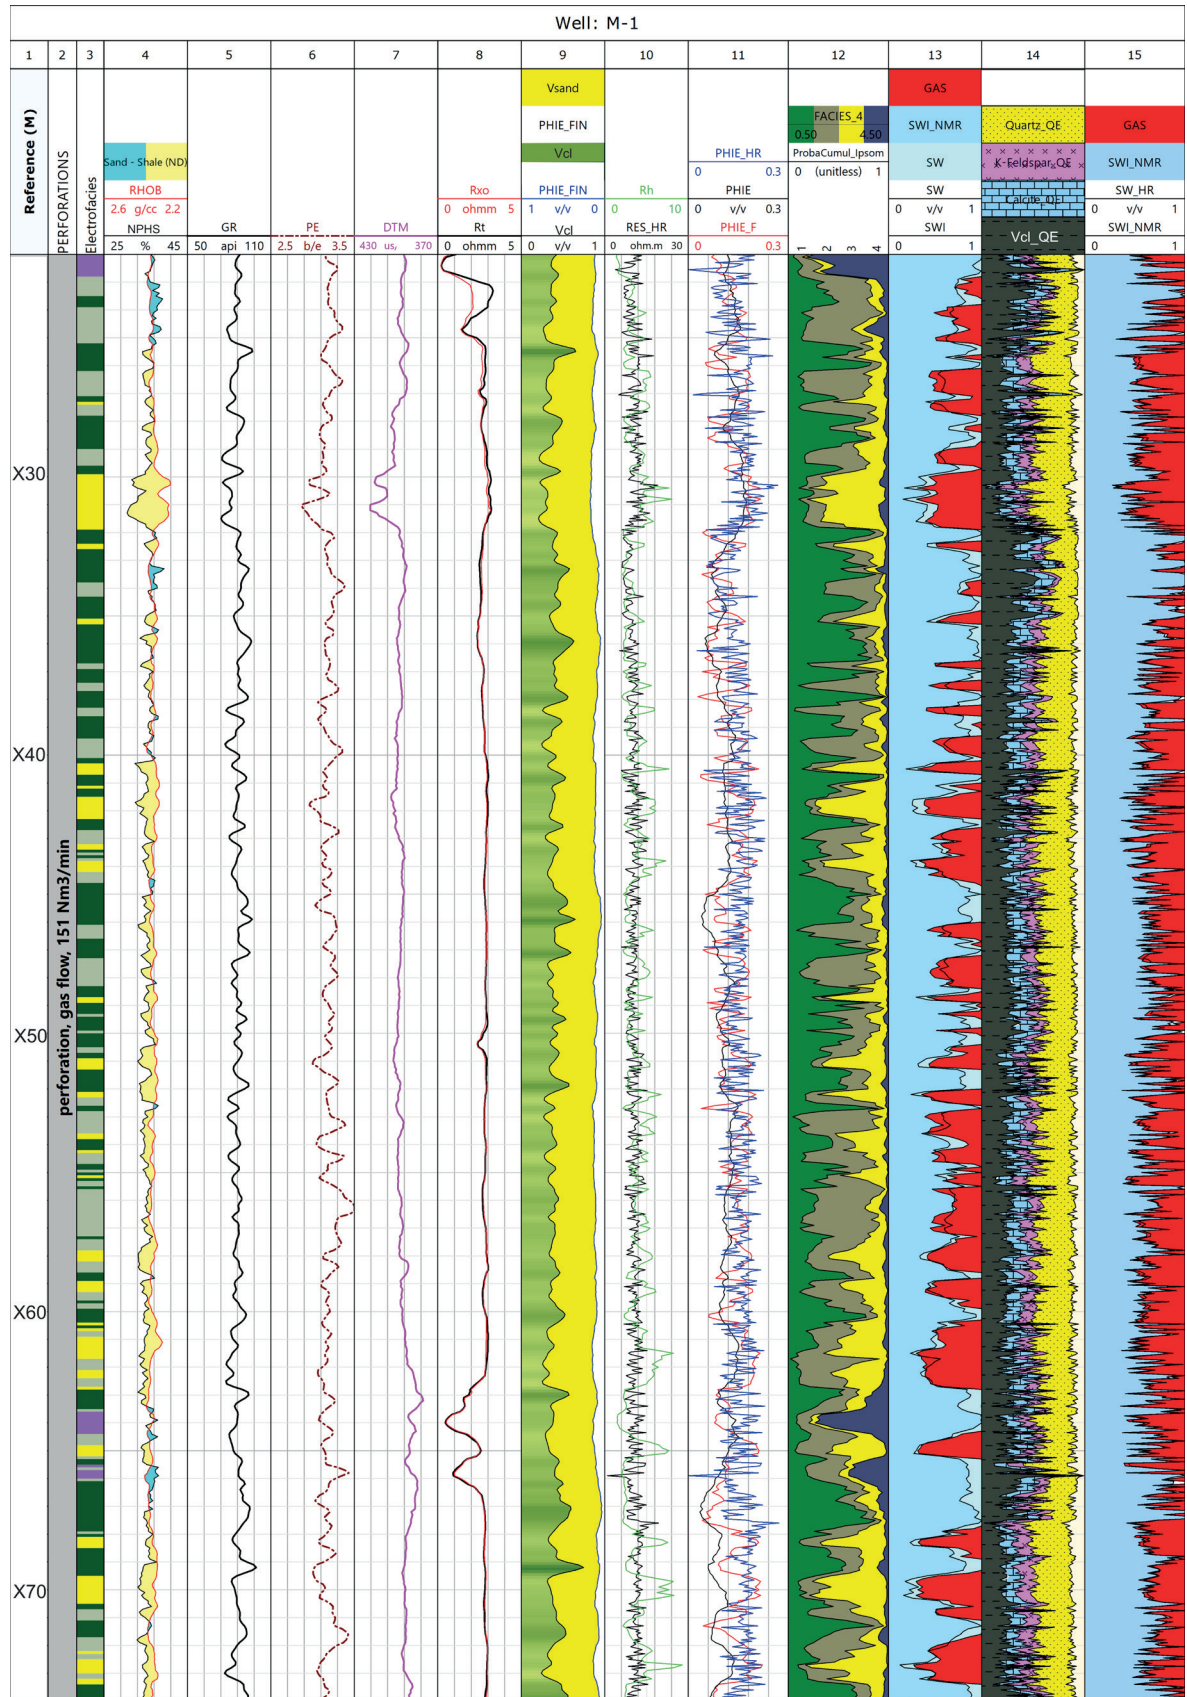 Well: M-1
1 2 3 4 5 6 7 8 9 10 11 12 13 14 15
Reference (M)
PERFORATIONS
Electrofacies
Sand - Shale (ND)
RHOB
2.6 g/cc 2.2
NPHS
25 % 45
GR
50 api 110
PE
2.5 b/e 3.5
DTM
430 us/ 370
Rxo
0 ohmm 5
Rt
0 ohmm 5
Vsand
PHIE_FIN
Vcl
PHIE_FIN
1 v/v 0
Vcl
0 v/v 1
Rh
0 10
RES_HR
0 ohm.m 30
PHIE_HR
0 0.3
PHIE
0 v/v 0.3
PHIE_F
0 0.3
FACIES_4
0.50 4.50
ProbaCumul_Ipsom
0 (unitless) 1
1 2 3 4
GAS
SWI_NMR
SW
SW
0 v/v 1
SWI
0 1
Quartz_QE
K-Feldspar_QE
Calcite_QE
Vcl_QE
GAS
SWI_NMR
SW_HR
0 v/v 1
SWI_NMR
0 1
X30
X40
X50
X60
X70
perforation, gas flow, 151 Nm3/min